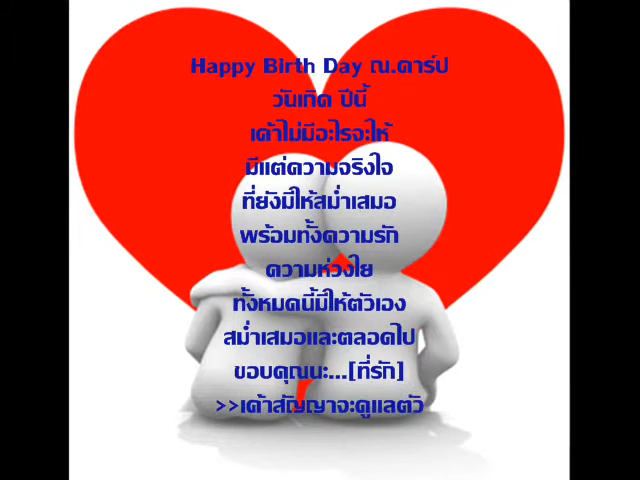 Happy Birth Day ณ.คาร์ป
วันเกิด ปีนี้
เค้าไม่มีอะไรจะให้
มีแต่ความจริงใจ
ที่ยังมีให้สม่ำเสมอ
พร้อมทั้งความรัก
ความห่วงใย
ทั้งหมดนี้มีให้ตัวเอง
สม่ำเสมอและตลอดไป
ขอบคุณนะ...[ที่รัก]
>>เค้าสัญญาจะดูแลตัว